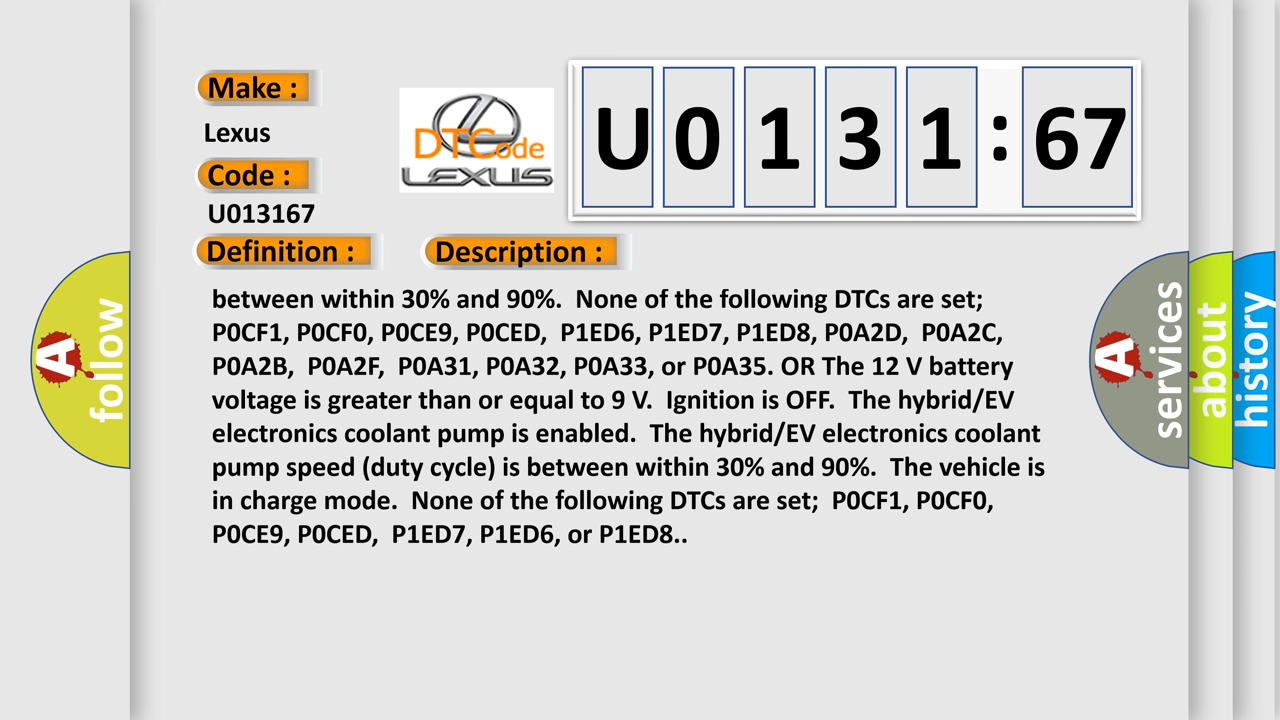 Make :
Lexus
Code :
U013167
Definition :
Description :
DTCode
LEXUS
U0131:67
between within 30% and 90%. None of the following DTCs are set;
P0CF1, P0CF0, P0CE9, P0CED, P1ED6, P1ED7, P1ED8, P0A2D, P0A2C,
P0A2B, P0A2F, P0A31, P0A32, P0A33, or P0A35. OR The 12 V battery
voltage is greater than or equal to 9 V. Ignition is OFF. The hybrid/EV
electronics coolant pump is enabled. The hybrid/EV electronics coolant
pump speed (duty cycle) is between within 30% and 90%. The vehicle is
in charge mode. None of the following DTCs are set; P0CF1, P0CF0,
P0CE9, P0CED, P1ED7, P1ED6, or P1ED8..
A follow
A services
about
history